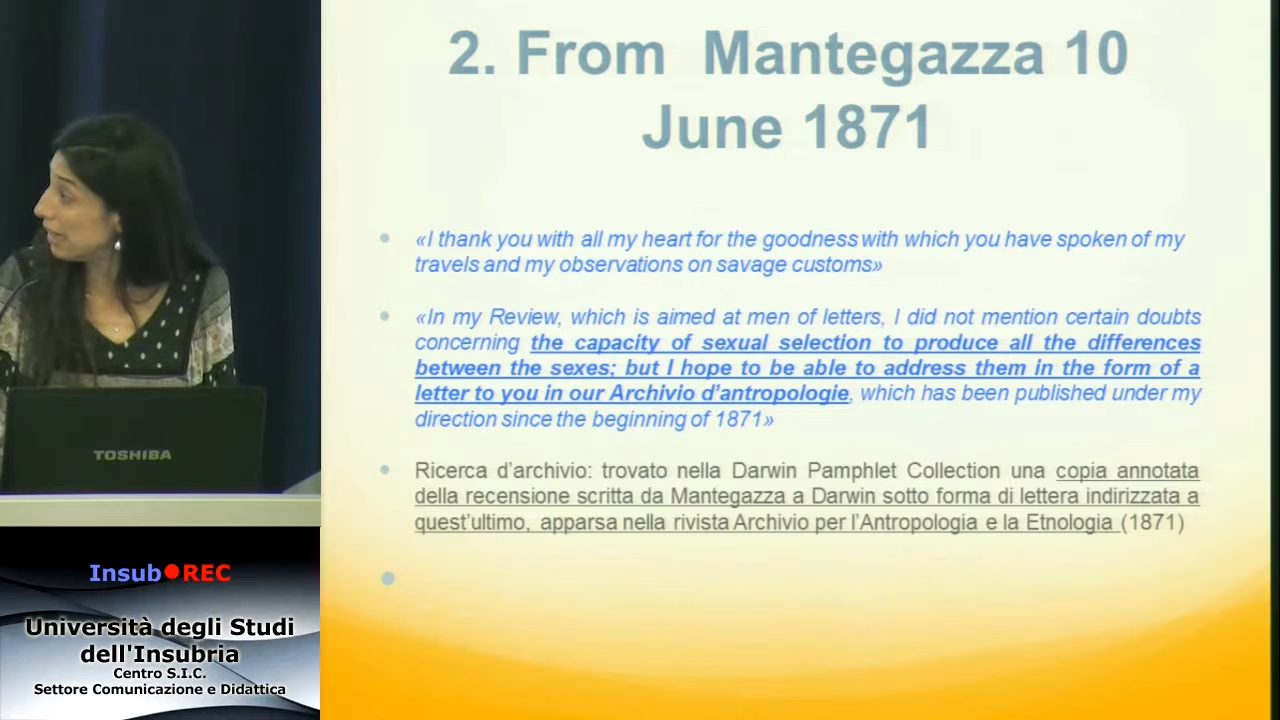 2. From Mantegazza 10
June 1871
«I thank you with all my heart for the goodness with which you have spoken of my
travels and my observations on savage customs»
«In my Review, which is aimed at men of letters, I did not mention certain doubts
concerning the capacity of sexual selection to produce all the differences
between the sexes; but I hope to be able to address them in the form of a
letter to you in our Archivio d'antropologie, which has been published under my
direction since the beginning of 1871»
Ricerca d'archivio: trovato nella Darwin Pamphlet Collection una copia annotata
della recensione scritta da Mantegazza a Darwin sotto forma di lettera indirizzata a
quest'ultimo, apparsa nella rivista Archivio per l'Antropologia e la Etnologia (1871)
TOSHIBA
Insub●REC
Università degli Studi
dell'Insubria
Centro S.I.C.
Settore Comunicazione e Didattica